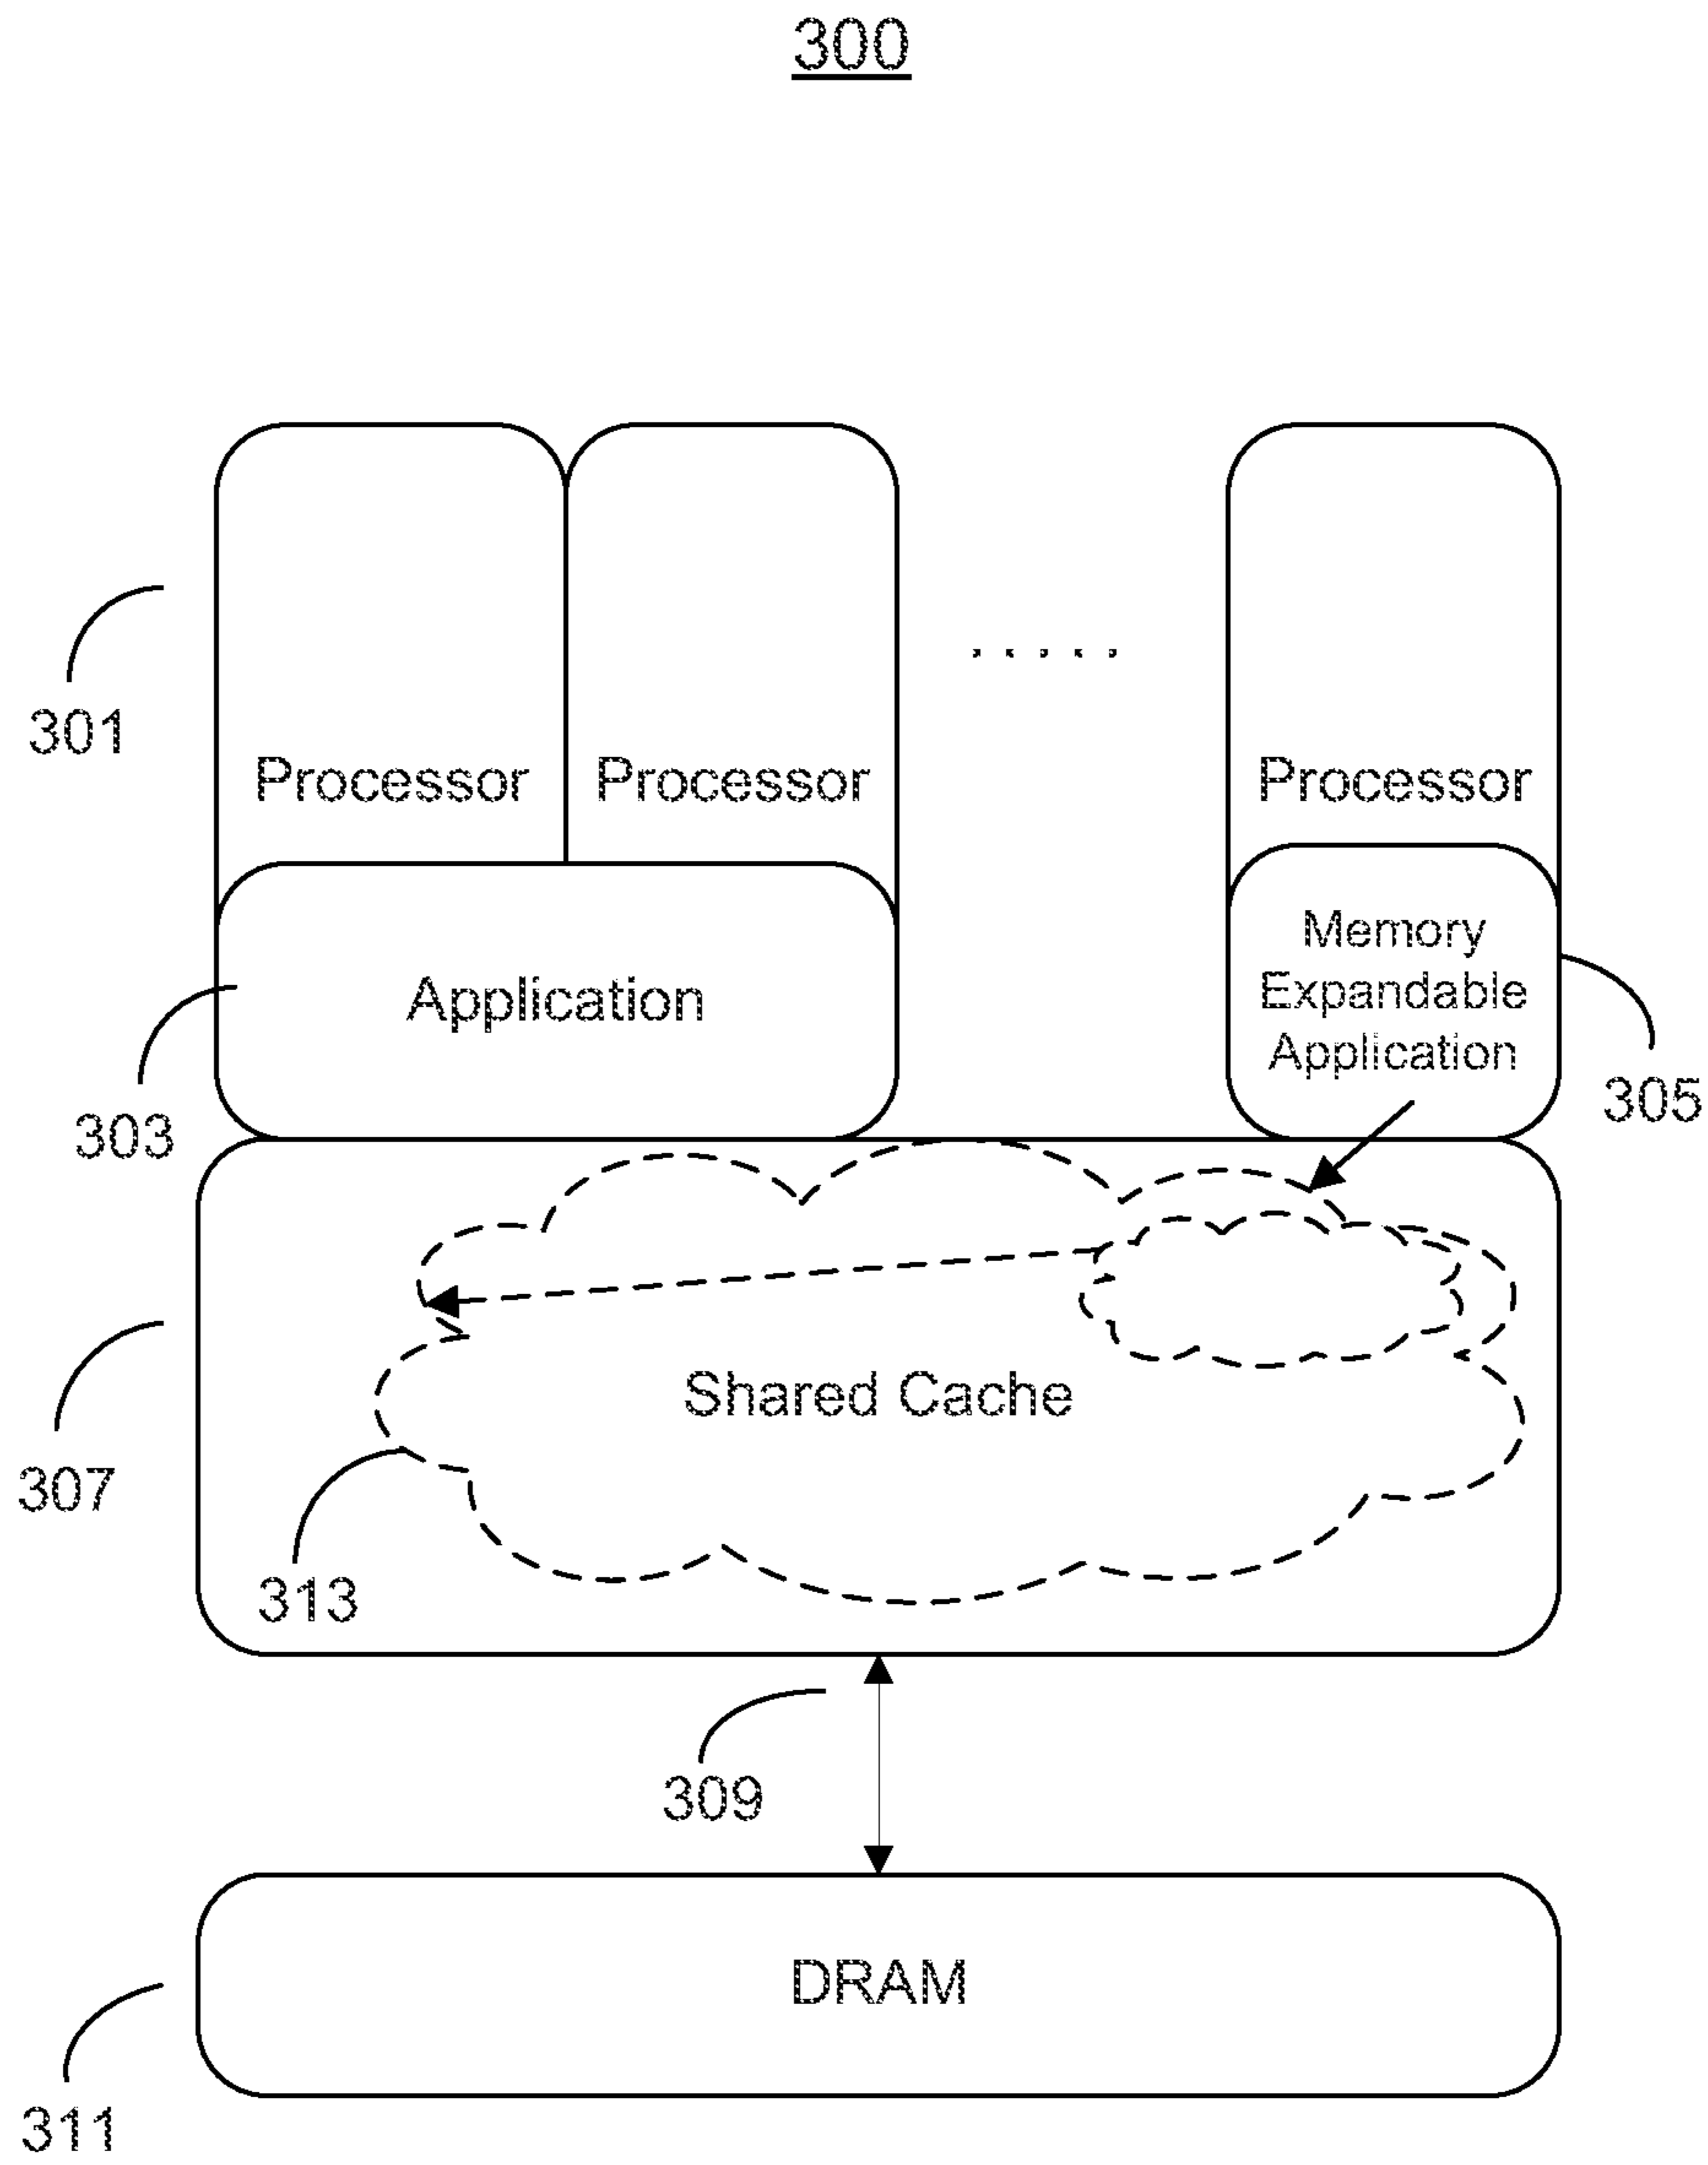 300
301
Processor Processor
.....
Processor
Application
Memory
Expandable
Application
303
305
Shared Cache
307
313
309
DRAM
311